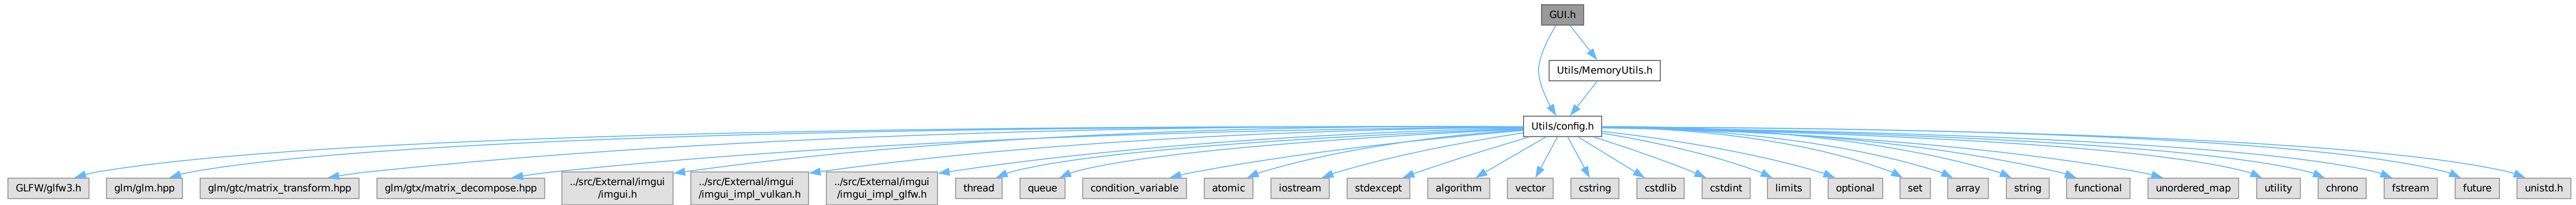 GUI.h
Utils/MemoryUtils.h
Utils/config.h
GLFW/glfw3.h
glm/glm.hpp
glm/gtc/matrix_transform.hpp
glm/gtx/matrix_decompose.hpp
../src/External/imgui
/imgui.h
../src/External/imgui
/imgui_impl_vulkan.h
../src/External/imgui
/imgui_impl_glfw.h
thread
queue
condition_variable
atomic
iostream
stdexcept
algorithm
vector
cstring
cstdlib
cstdint
limits
optional
set
array
string
functional
unordered_map
utility
chrono
fstream
future
unistd.h